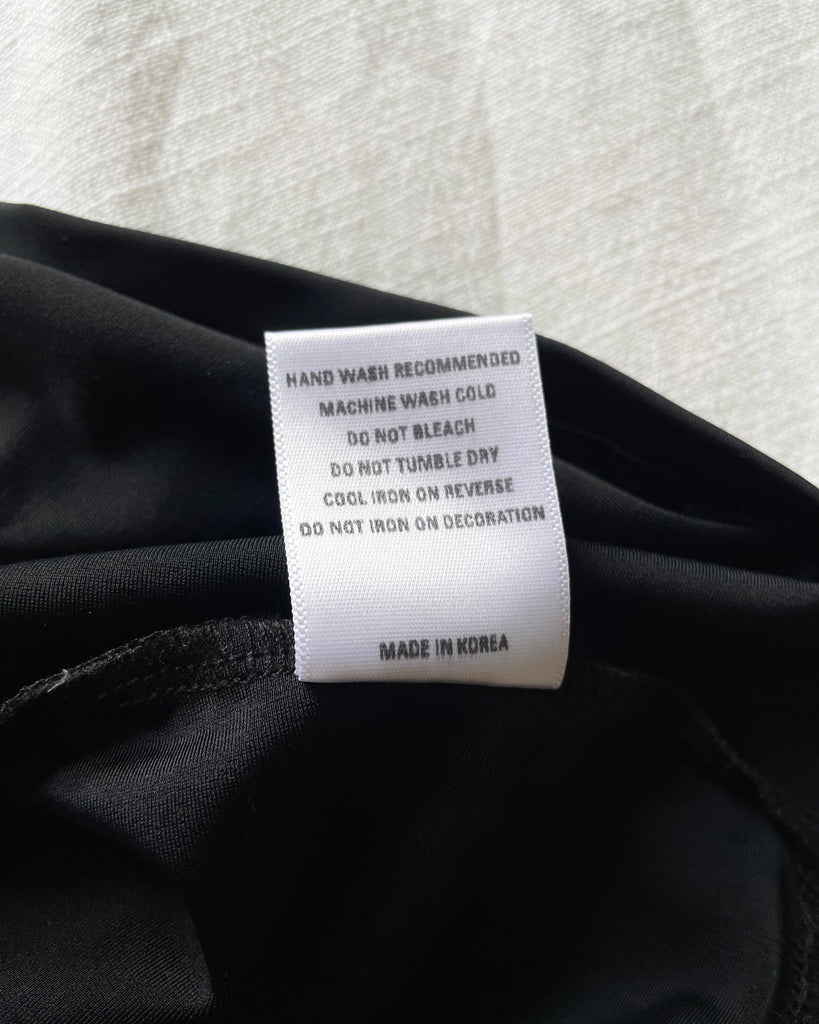 HAND WASH RECOMMENDED
MACHINE WASH COLD
DO NOT BLEACH
DO NOT TUMBLE DRY
COOL IRON ON REVERSE
DO NOT IRON ON DECORATION
MADE IN KOREA